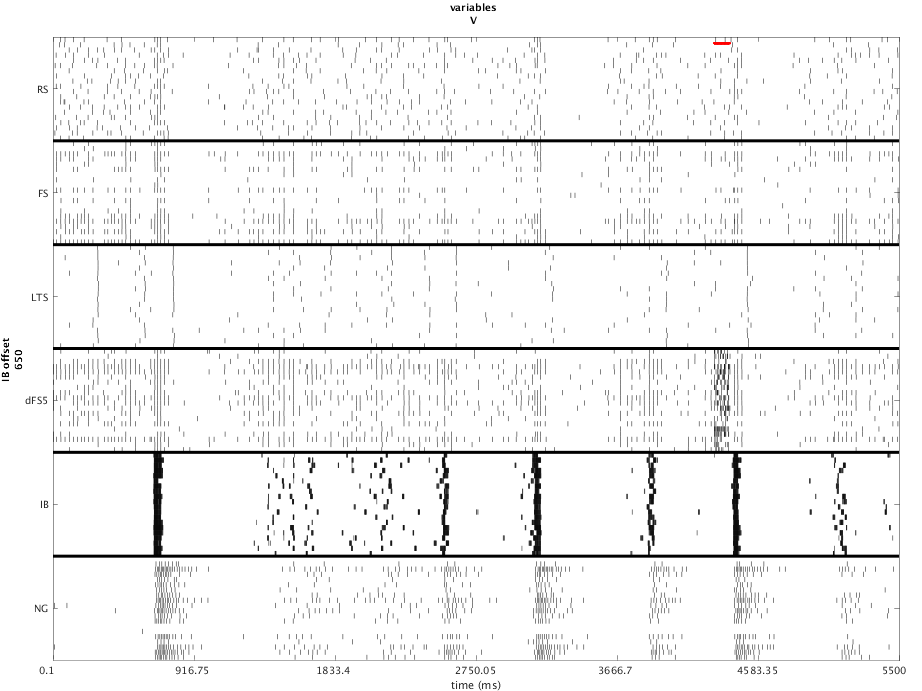 variables
V
RS
FS
LTS
dFS5
IB
NG
IB offset
650
0.1 916.75 1833.4 2750.05 3666.7 4583.35 5500
time (ms)